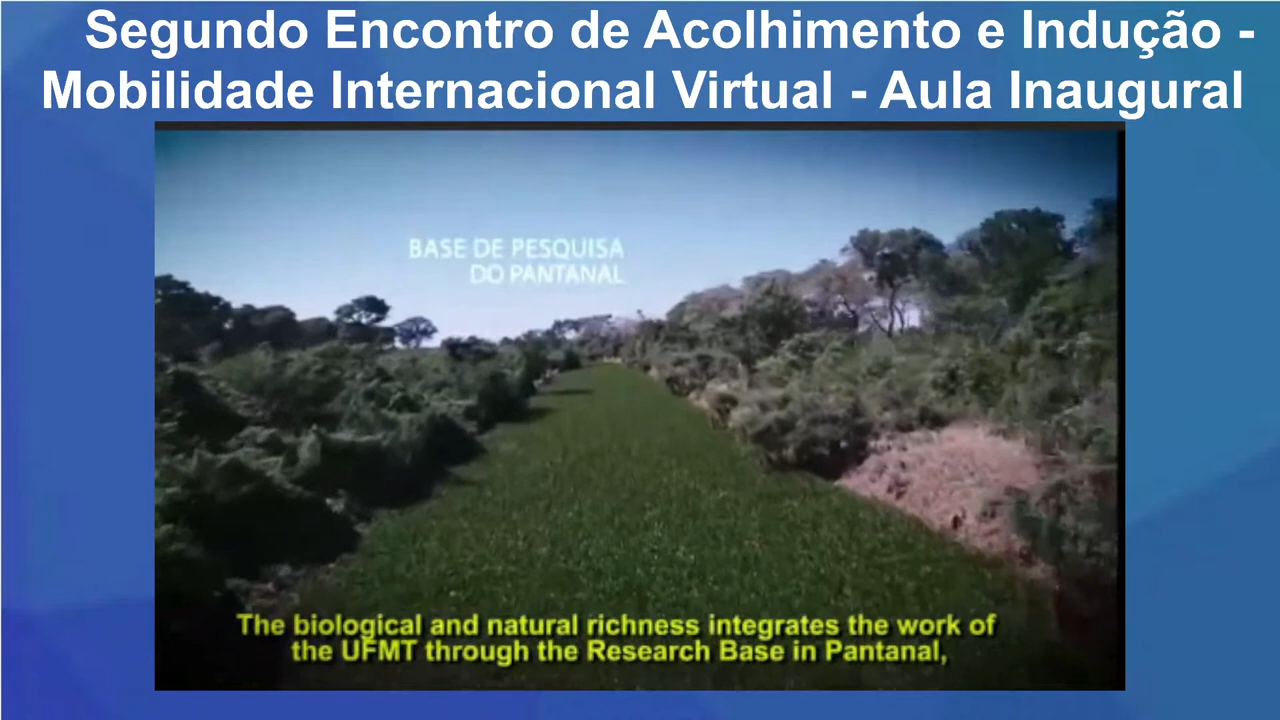 Segundo Encontro de Acolhimento e Indução -
Mobilidade Internacional Virtual - Aula Inaugural
BASE DE PESQUISA
DO PANTANAL
The biological and natural richness integrates the work of
the UFMT through the Research Base in Pantanal,